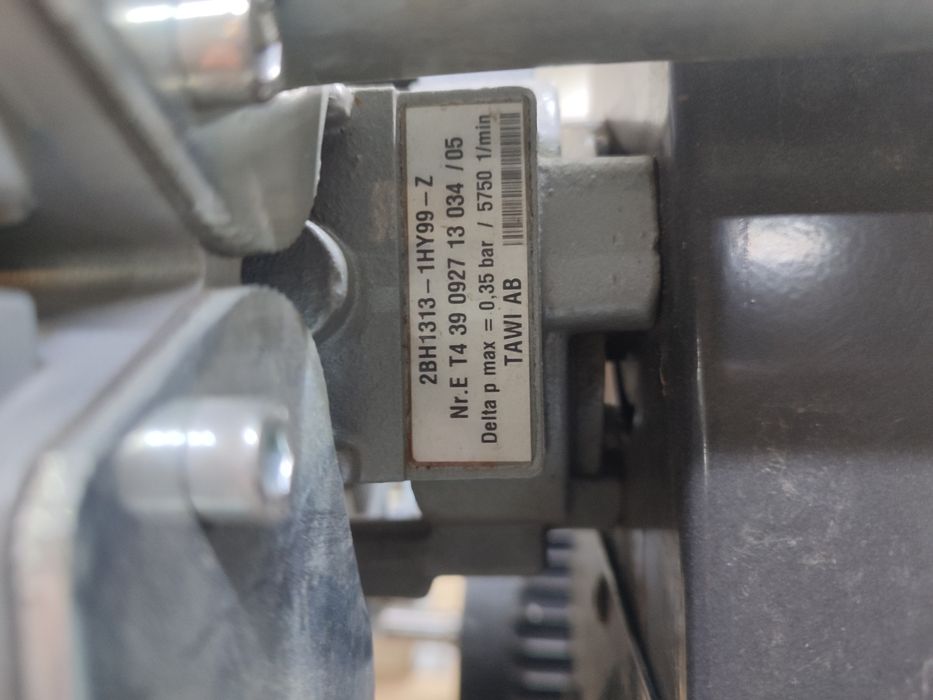 2BH1313-1HY99-Z
Nr.E T4 39 0927 13 034 /05
Delta p max = 0,35 bar / 5750 1/min
TAWI AB